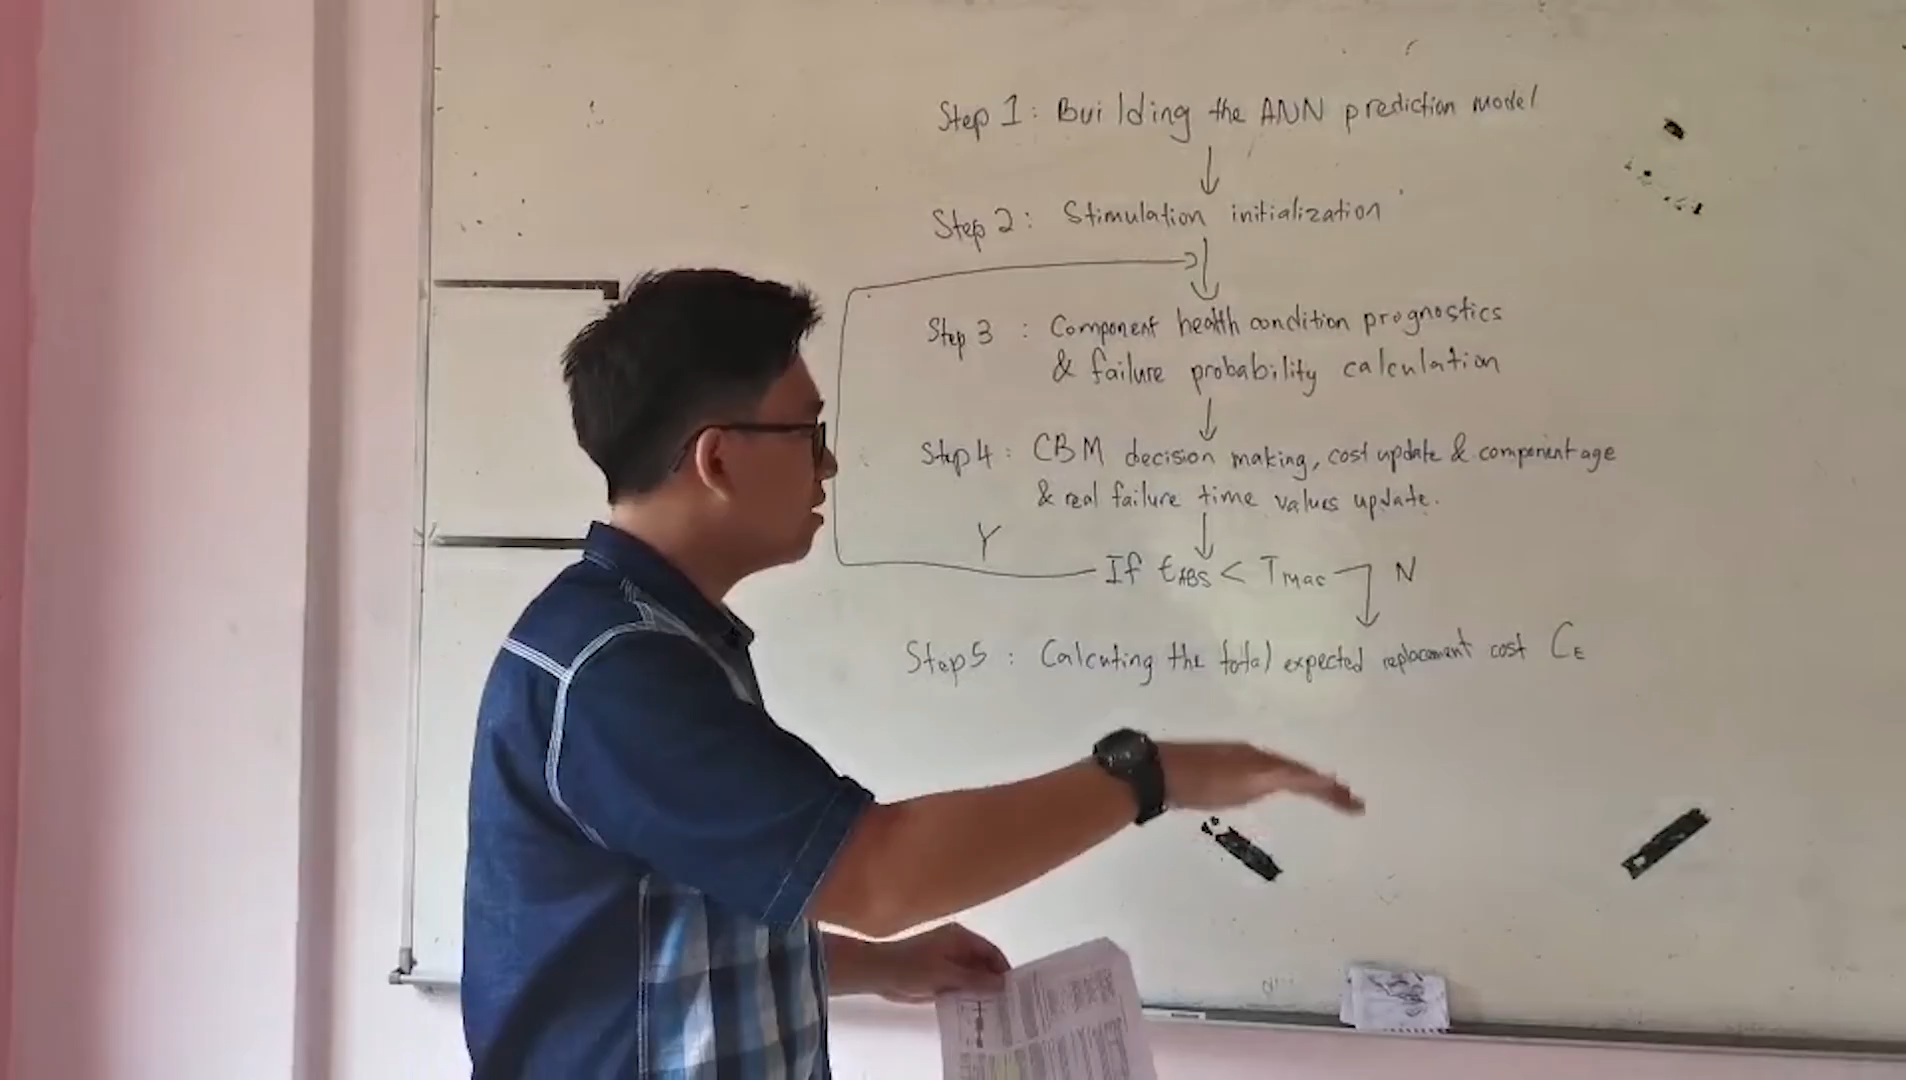 Step 1: Building the ANN prediction model
Step 2: Stimulation initialization
Step 3 : Component health condition prognostics
& failure probability calculation
Step 4: CBM decision making, cost update & component age
& real failure time values update.
Y
If tABS < TMac
N
Step 5: Calcuting the total expected replacement cost CE